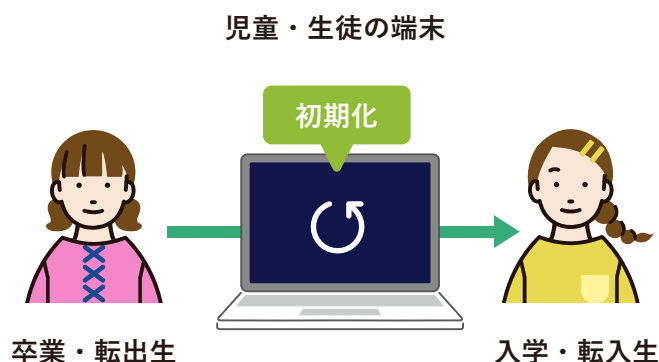 児童・生徒の端末
初期化
卒業・転出生
入学・転入生